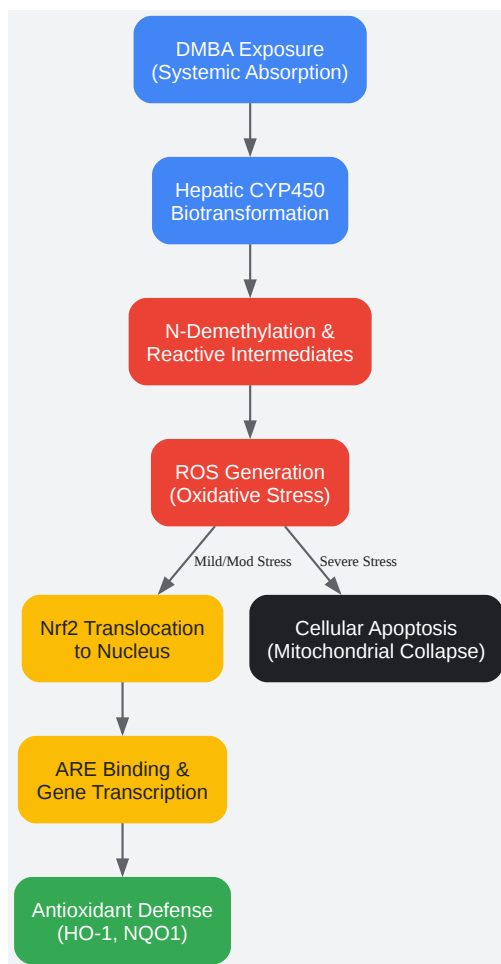 DMBA Exposure
(Systemic Absorption)
Hepatic CYP450
Biotransformation
N-Demethylation &
Reactive Intermediates
ROS Generation
(Oxidative Stress)
Mild/Mod Stress
Severe Stress
Nrf2 Translocation
to Nucleus
Cellular Apoptosis
(Mitochondrial Collapse)
ARE Binding &
Gene Transcription
Antioxidant Defense
(HO-1, NQO1)